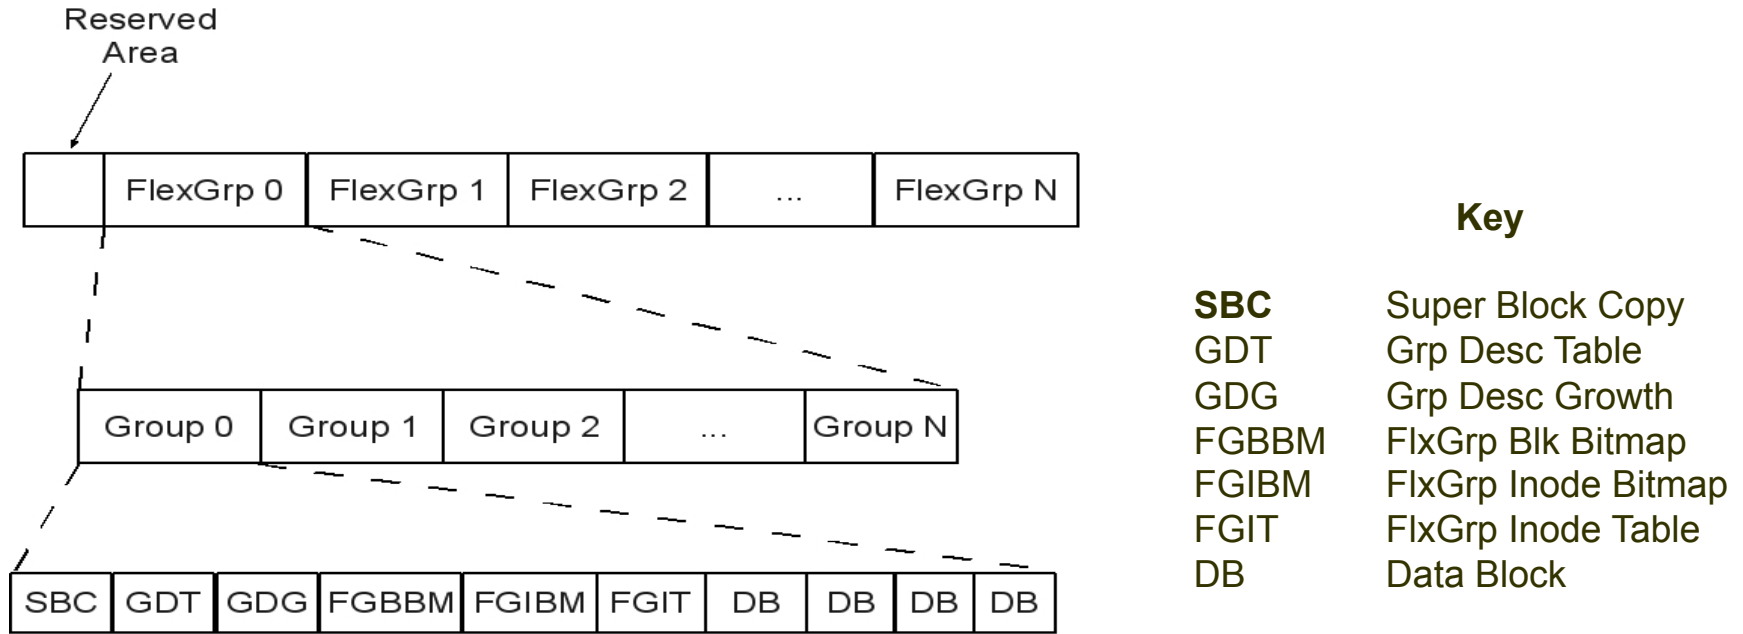 Reserved
Area
FlexGrp 0 FlexGrp 1 FlexGrp 2 ... FlexGrp N
Group 0 Group 1 Group 2 ... Group N
SBC GDT GDG FGBBM FGIBM FGIT DB DB DB DB
Key
SBC Super Block Copy
GDT Grp Desc Table
GDG Grp Desc Growth
FGBBM FlxGrp Blk Bitmap
FGIBM FlxGrp Inode Bitmap
FGIT FlxGrp Inode Table
DB Data Block